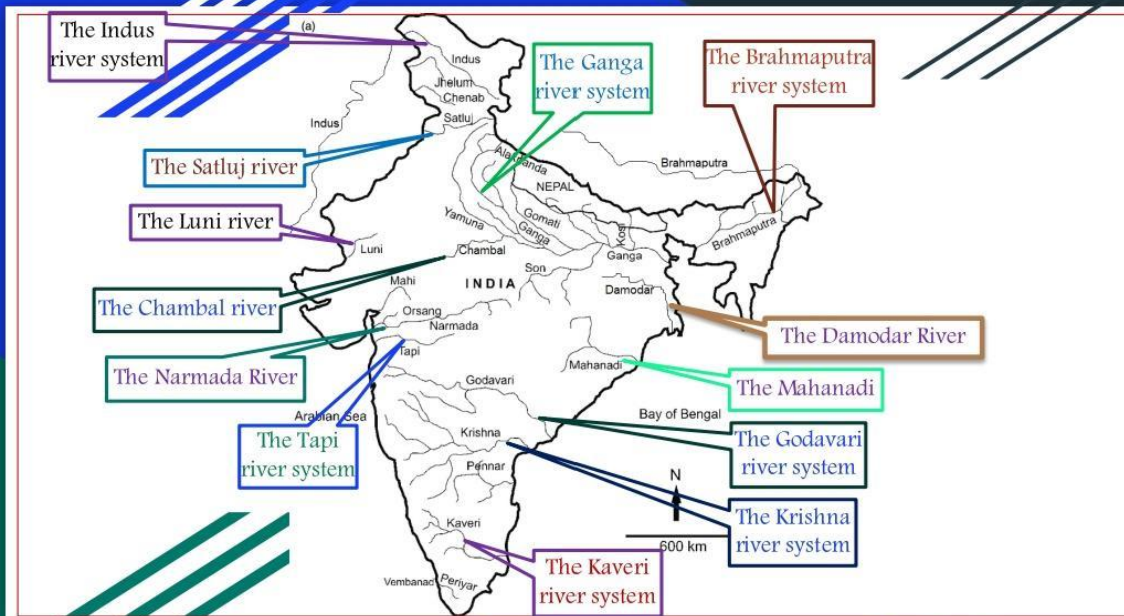 The Indus
river system
(a)
The Ganga
river system
The Brahmaputra
river system
Indus
Jhelum
Chenab
Satluj
Indus
The Satluj river
Alaknanda
NEPAL
Brahmaputra
The Luni river
Luni
Yamuna
Gomati
Ganga
Kosi
Brahmaputra
Chambal
Ganga
Son
INDIA
Damodar
The Chambal river
Mahi
Orsang
Narmada
The Damodar River
The Narmada River
Tapi
Mahanadi
The Mahanadi
Godavari
Arabian Sea
Bay of Bengal
The Tapi
river system
Krishna
The Godavari
river system
Pennar
N
600 km
The Krishna
river system
Kaveri
The Kaveri
river system
Vembanad
Periyar